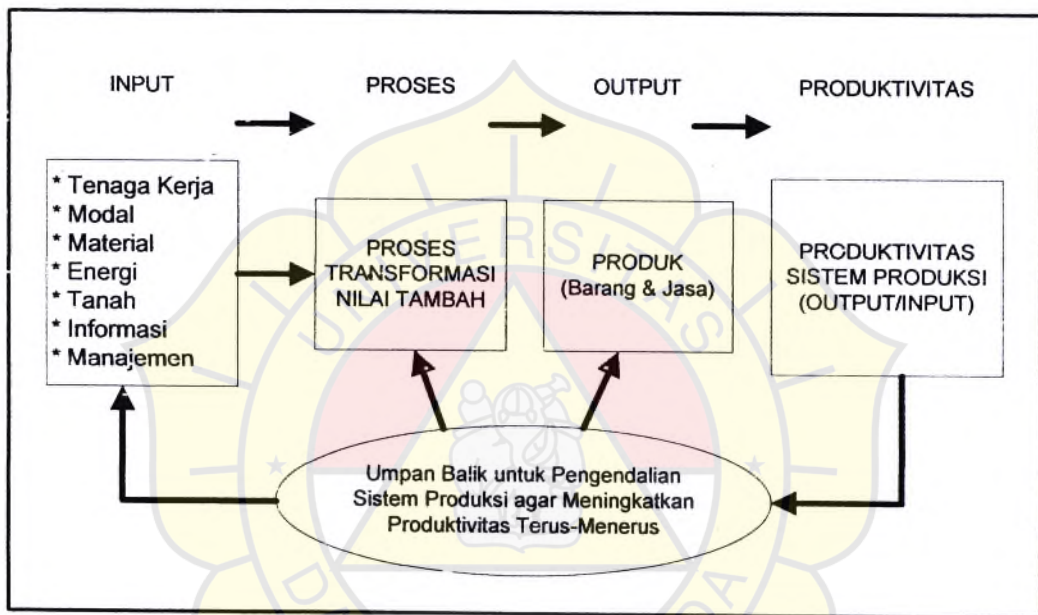 INPUT
PROSES
OUTPUT
PRODUKTIVITAS
* Tenaga Kerja
* Modal
* Material
* Energi
* Tanah
* Informasi
* Manajemen
PROSES
TRANSFORMASI
NILAI TAMBAH
PRODUK
(Barang & Jasa)
PRODUKTIVITAS
SISTEM PRODUKSI
(OUTPUT/INPUT)
Umpan Balik untuk Pengendalian
Sistem Produksi agar Meningkatkan
Produktivitas Terus-Menerus
UNIVERSITAS